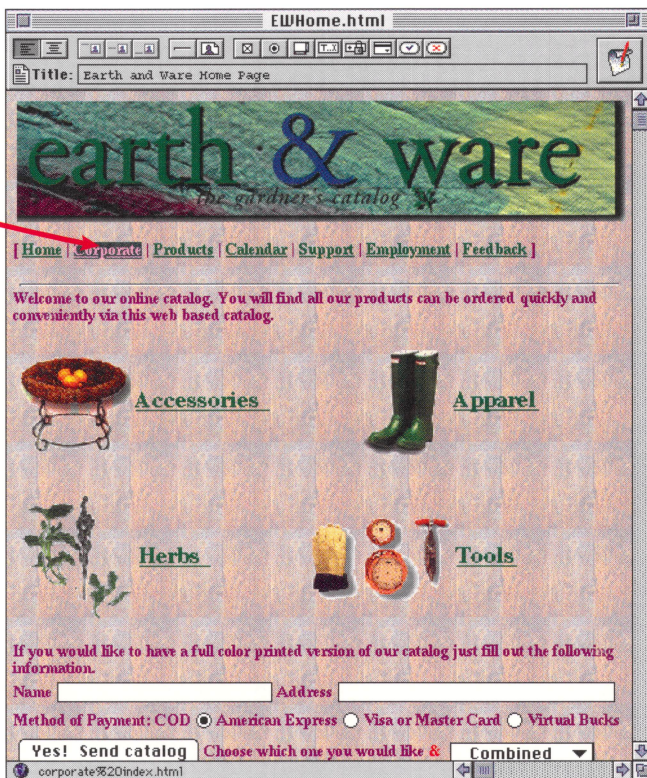 EWHome.html
Title: Earth and Ware Home Page
earth & ware
the gardner's catalog
[ Home | Corporate | Products | Calendar | Support | Employment | Feedback ]
Welcome to our online catalog. You will find all our products can be ordered quickly and
conveniently via this web based catalog.
Accessories
Apparel
Herbs
Tools
If you would like to have a full color printed version of our catalog just fill out the following
information.
Name Address
Method of Payment: COD American Express Visa or Master Card Virtual Bucks
Yes! Send catalog Choose which one you would like & Combined
corporate%20index.html